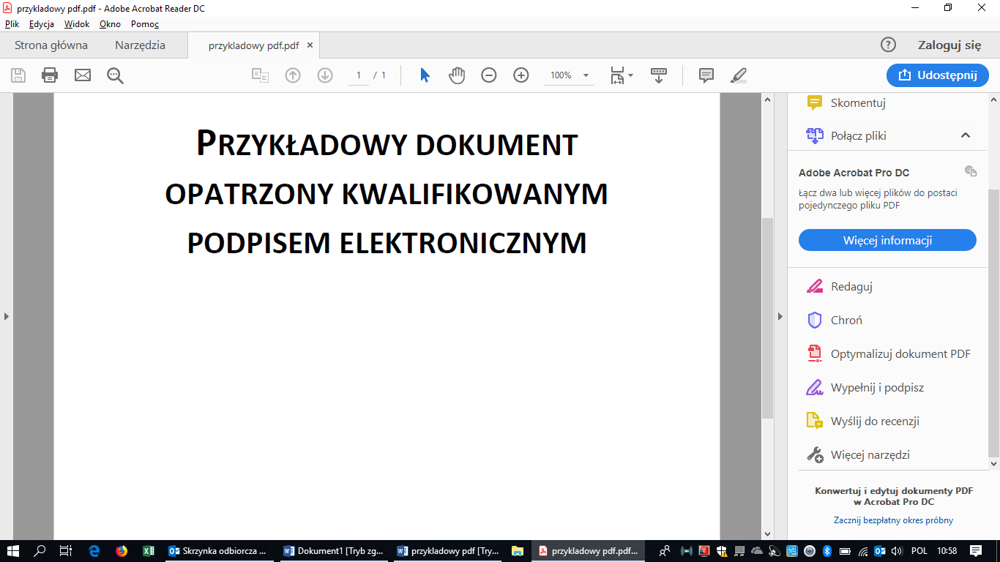 przykladowy pdf.pdf - Adobe Acrobat Reader DC
Plik Edycja Widok Okno Pomoc
Strona główna Narzędzia przykladowy pdf.pdf × ? Zaloguj się
1 / 1 100% Udostępnij
PRZYKŁADOWY DOKUMENT
OPATRZONY KWALIFIKOWANYM
PODPISEM ELEKTRONICZNYM
Skomentuj
Połącz pliki
Adobe Acrobat Pro DC
Łącz dwa lub więcej plików do postaci
pojedynczego pliku PDF
Więcej informacji
Redaguj
Chroń
Optymalizuj dokument PDF
Wypełnij i podpisz
Wyślij do recenzji
Więcej narzędzi
Konwertuj i edytuj dokumenty PDF
w Acrobat Pro DC
Zacznij bezpłatny okres próbny
Skrzynka odbiorcza ... Dokument1 [Tryb zg... przykladowy pdf [Try... przykladowy pdf.pdf... POL 10:58